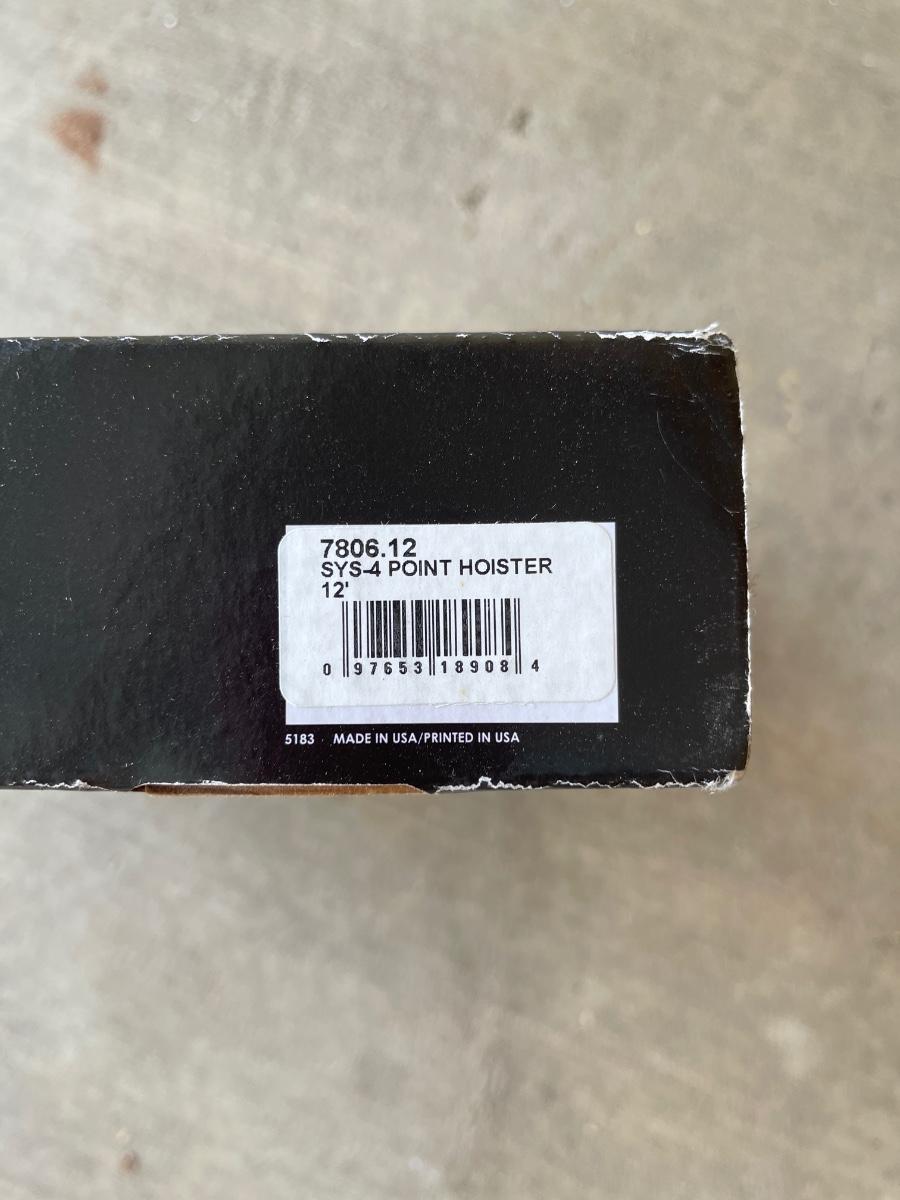 7806.12
SYS-4 POINT HOISTER
12'
0 97653 18908 4
5183 MADE IN USA/PRINTED IN USA